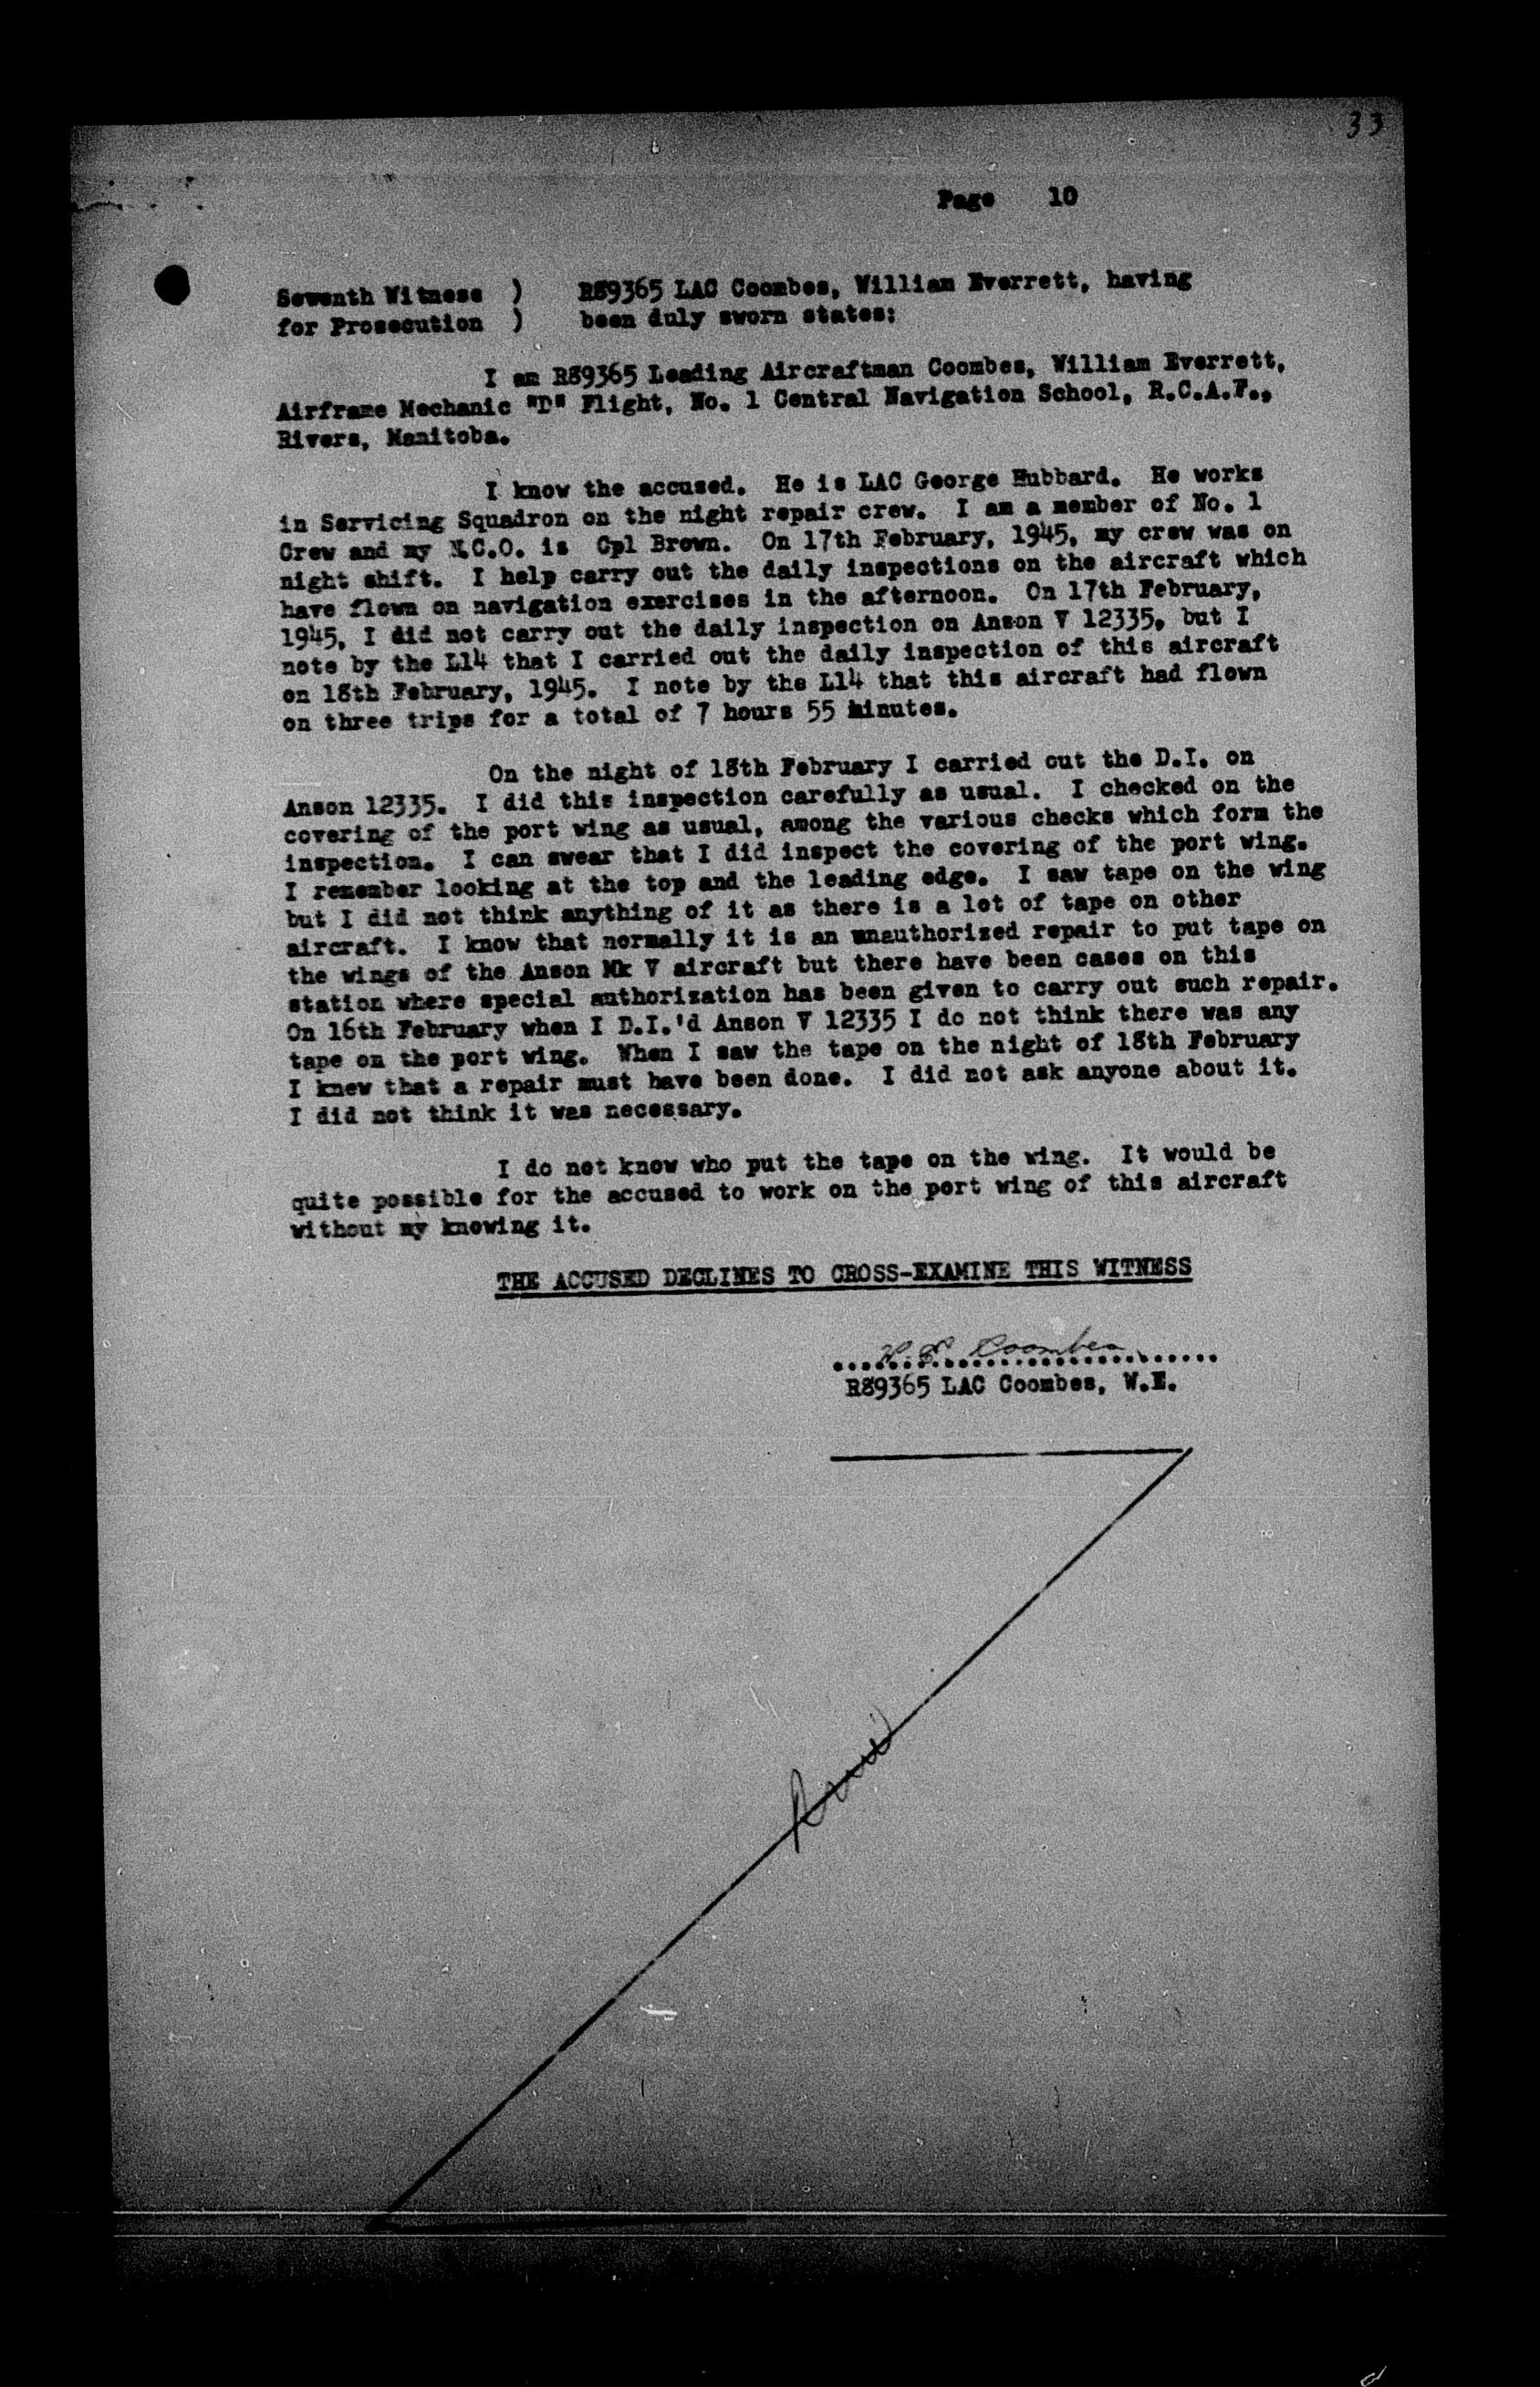 33
Page 10
Seventh Witness ) R89365 LAC Coombes, William Everrett, having
for Prosecution ) been duly sworn states:
I am R89365 Leading Aircraftman Coombes, William Everrett,
Airframe Mechanic "D" Flight, No. 1 Central Navigation School, R.C.A.F.,
Rivers, Manitoba.
I know the accused. He is LAC George Hubbard. He works
in Servicing Squadron on the night repair crew. I am a member of No. 1
Crew and my N.C.O. is Cpl Brown. On 17th February, 1945, my crew was on
night shift. I help carry out the daily inspections on the aircraft which
have flown on navigation exercises in the afternoon. On 17th February,
1945, I did not carry out the daily inspection on Anson V 12335, but I
note by the L14 that I carried out the daily inspection of this aircraft
on 18th February, 1945. I note by the L14 that this aircraft had flown
on three trips for a total of 7 hours 55 minutes.
On the night of 18th February I carried out the D.I. on
Anson 12335. I did this inspection carefully as usual. I checked on the
covering of the port wing as usual, among the various checks which form the
inspection. I can swear that I did inspect the covering of the port wing.
I remember looking at the top and the leading edge. I saw tape on the wing
but I did not think anything of it as there is a lot of tape on other
aircraft. I know that normally it is an unauthorized repair to put tape on
the wings of the Anson Mk V aircraft but there have been cases on this
station where special authorization has been given to carry out such repair.
On 16th February when I D.I.'d Anson V 12335 I do not think there was any
tape on the port wing. When I saw the tape on the night of 18th February
I knew that a repair must have been done. I did not ask anyone about it.
I did not think it was necessary.
I do not know who put the tape on the wing. It would be
quite possible for the accused to work on the port wing of this aircraft
without my knowing it.
THE ACCUSED DECLINES TO CROSS-EXAMINE THIS WITNESS
W. E. Coombes
R89365 LAC Coombes, W.E.